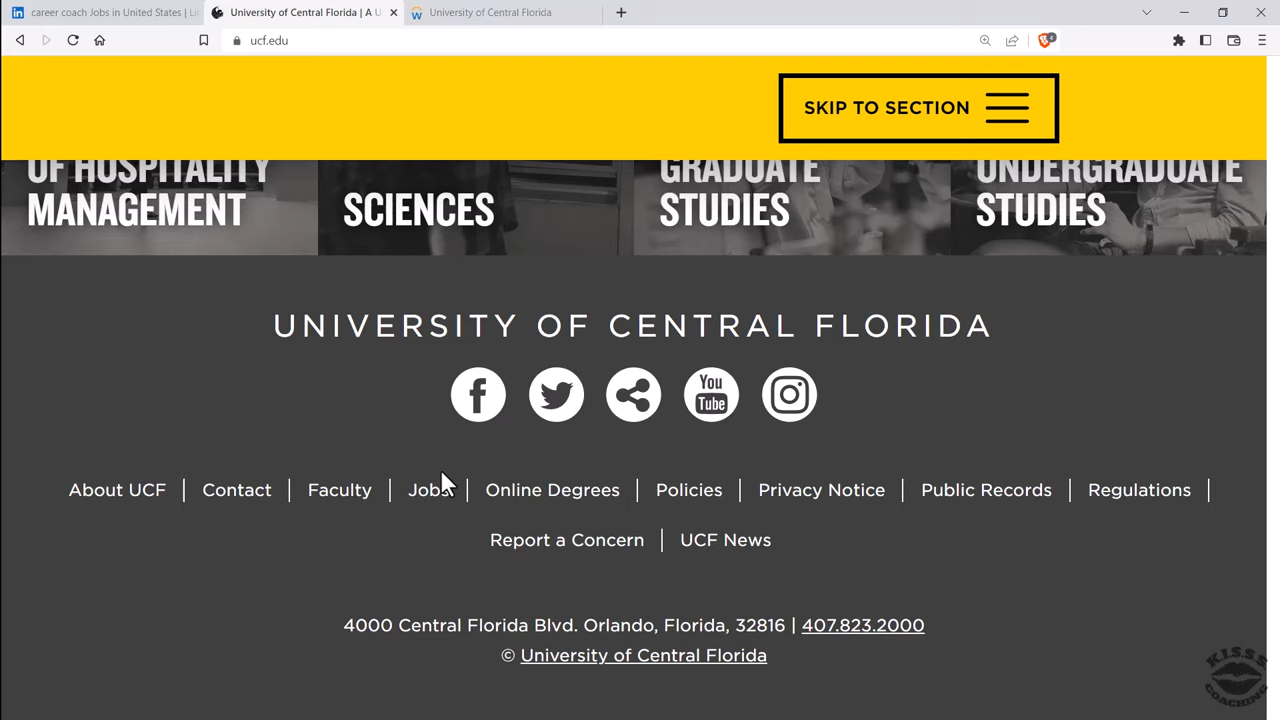 career coach Jobs in United States | Li
University of Central Florida | A U
University of Central Florida
ucf.edu
4
SKIP TO SECTION
OF HOSPITALITY
MANAGEMENT
SCIENCES
GRADUATE
STUDIES
UNDERGRADUATE
STUDIES
UNIVERSITY OF CENTRAL FLORIDA
You
Tube
About UCF | Contact | Faculty | Jobs | Online Degrees | Policies | Privacy Notice | Public Records | Regulations |
Report a Concern | UCF News
4000 Central Florida Blvd. Orlando, Florida, 32816 | 407.823.2000
© University of Central Florida
K.I.S.S.S
COACHING